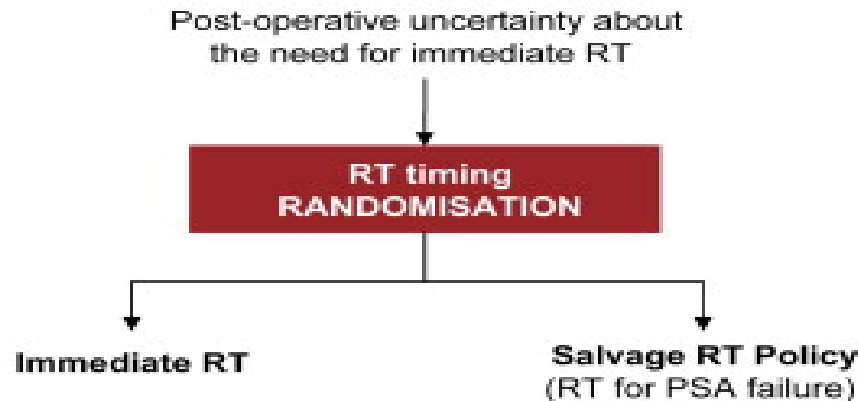 Post-operative uncertainty about
the need for immediate RT
RT timing
RANDOMISATION
Immediate RT
Salvage RT Policy
(RT for PSA failure)